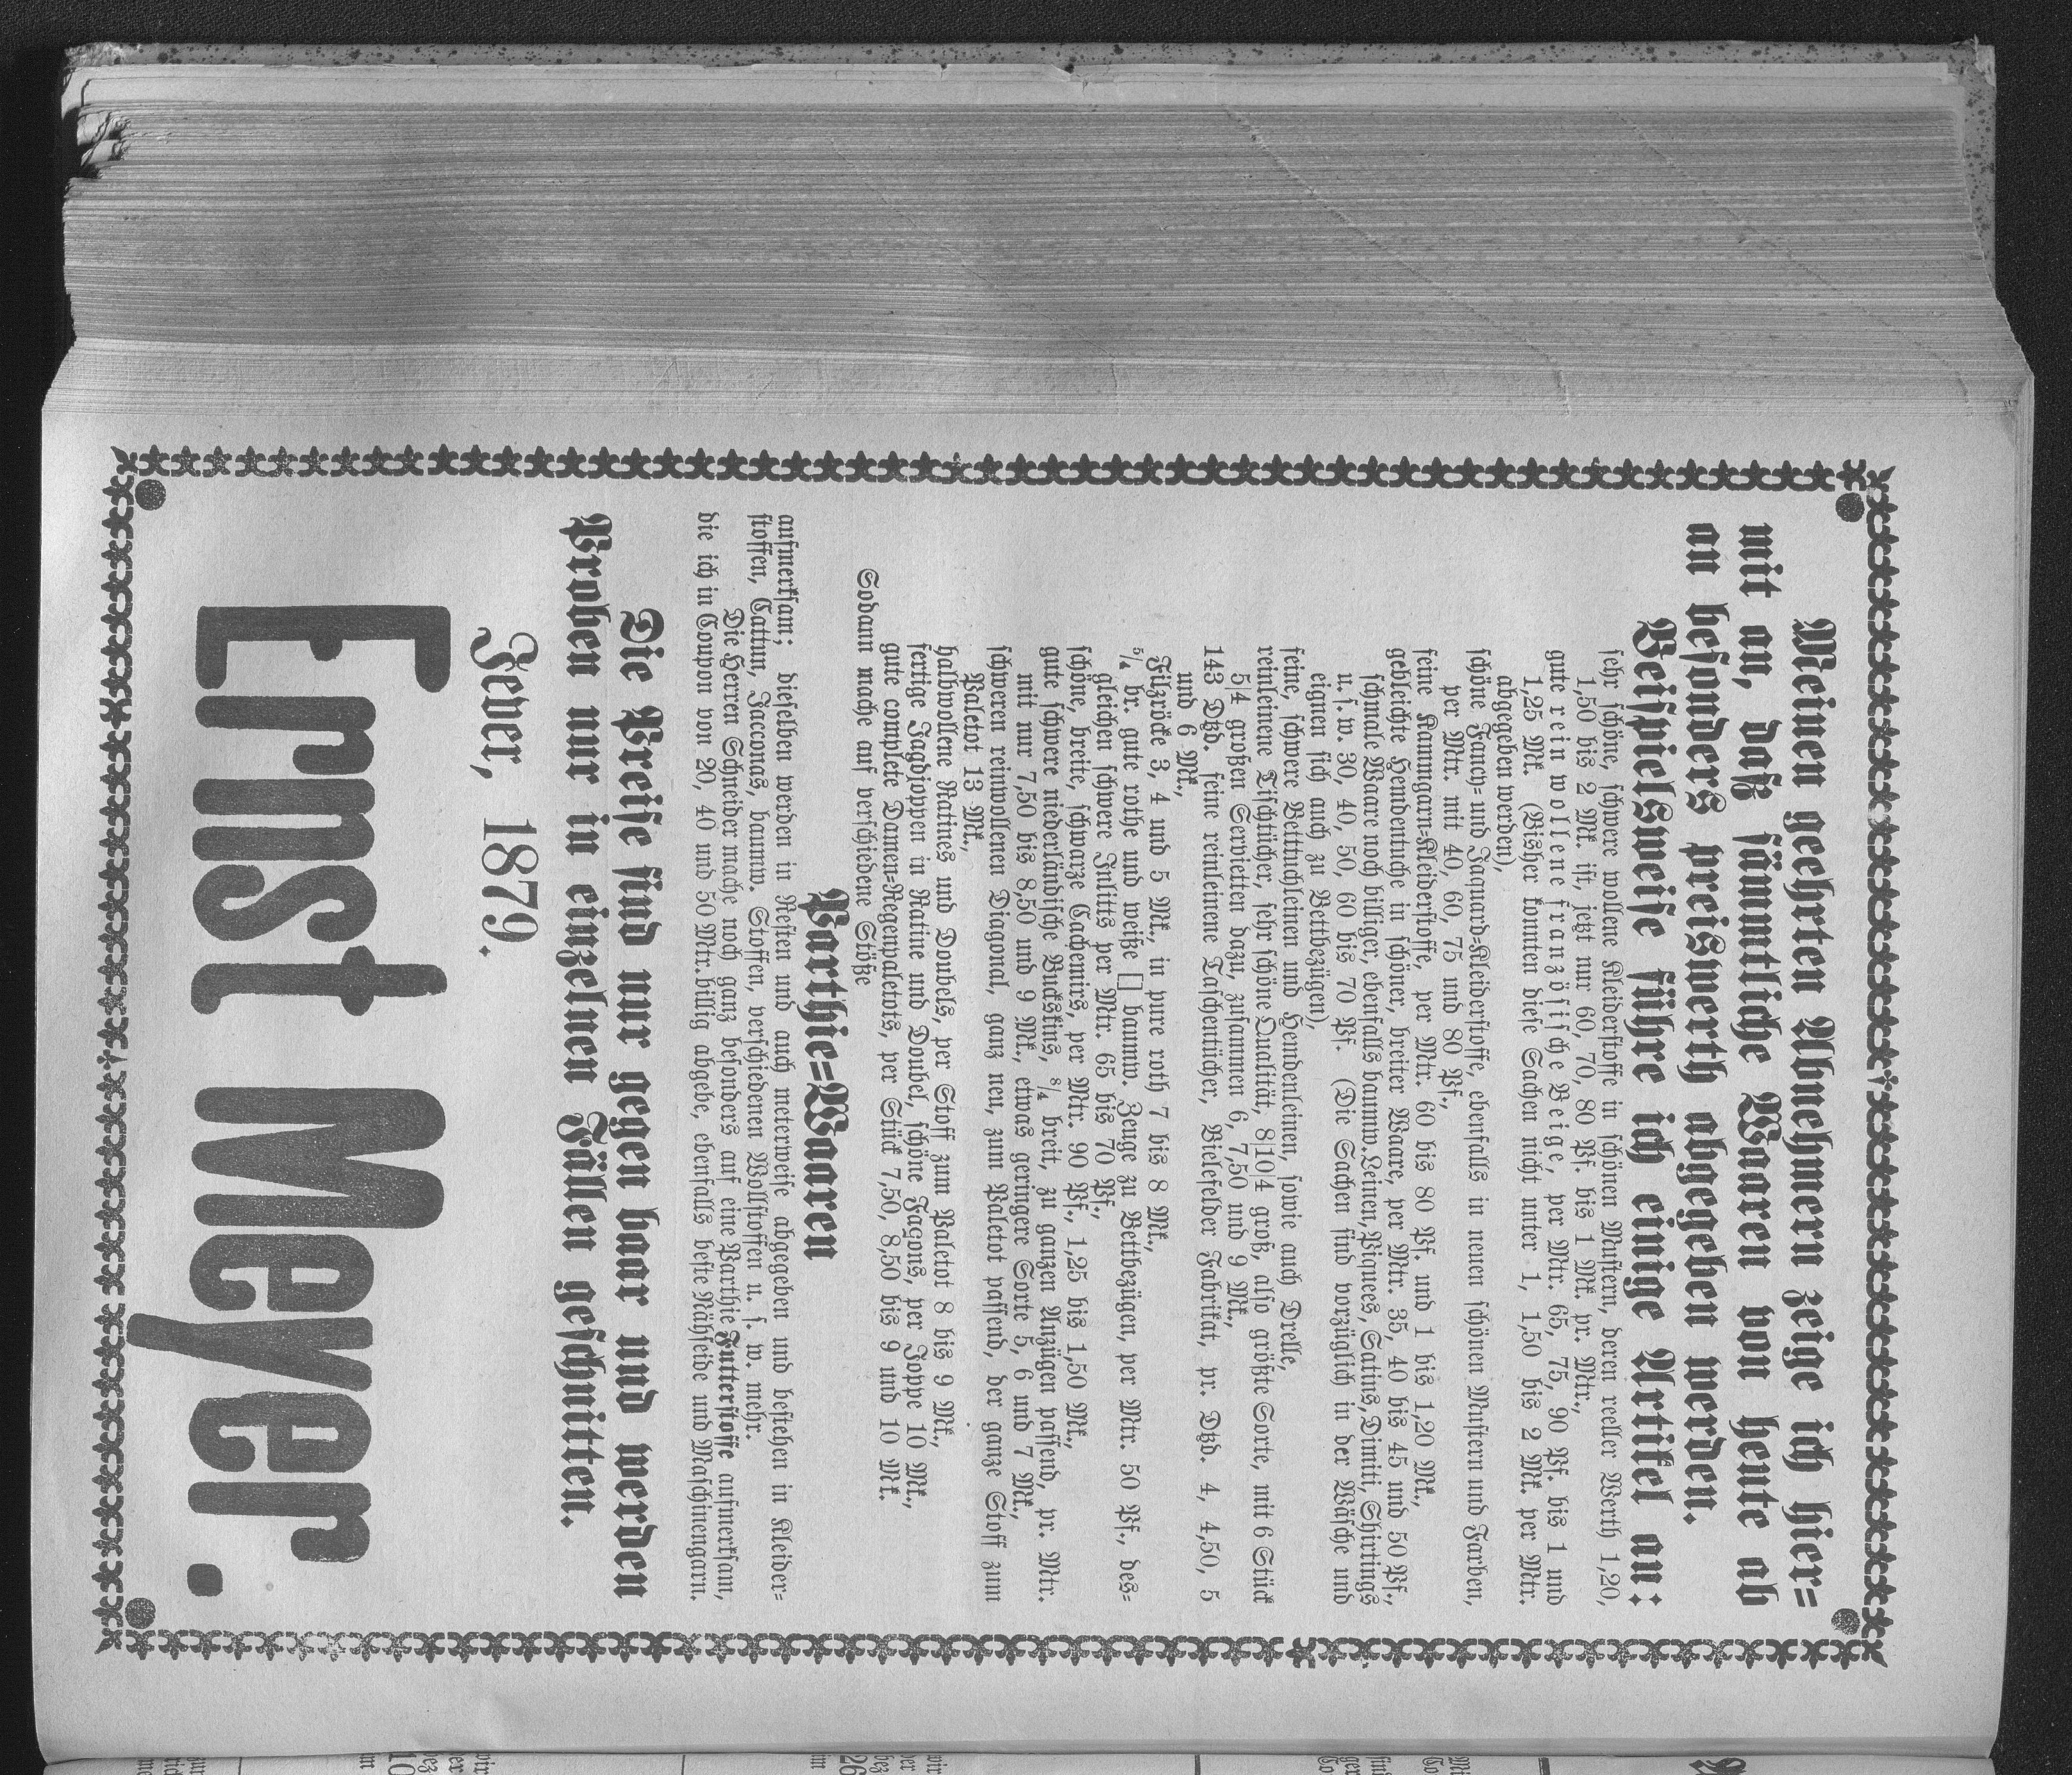 Meinen geehrten Abnehmern zeige ich hier=
mit an, daß sämmtliche Waaren von heute ab
an besonders preiswerth abgegeben werden.
Beispielsweise führe ich einige Artikel an:
sehr schöne, schwere wollene Kleiderstoffe in schönen Mustern, deren reeller Werth 1,20,
1,50 bis 2 Mk. ist, jetzt nur 60, 70, 80 Pf. bis 1 Mk. pr. Mtr.,
gute rein wollene französische Beige, per Mtr. 65, 75, 90 Pf. bis 1 und
1,25 Mk. (Bisher konnten diese Sachen nicht unter 1, 1,50 bis 2 Mk. per Mtr.
abgegeben werden),
schöne Fancy= und Jaquard=Kleiderstoffe, ebenfalls in neuen schönen Mustern und Farben,
per Mtr. mit 40, 60, 75 und 80 Pf.,
feine Kammgarn=Kleiderstoffe, per Mtr. 60 bis 80 Pf. und 1 bis 1,20 Mk.,
gebleichte Hemdentuche in schöner, breiter Waare, per Mtr. 35, 40 bis 45 und 50 Pf.,
schmale Waare noch billiger, ebenfalls baumw. Leinen, Piquees, Satins, Dimiti, Shirtings
u. s. w. 30, 40, 50, 60 bis 70 Pf. (Die Sachen sind vorzüglich in der Wäsche und
eignen sich auch zu Bettbezügen),
feine, schwere Bettuchleinen und Hemdenleinen, sowie auch Drelle,
reinleinene Tischtücher, sehr schöne Qualität, 8|10|4 groß, also größte Sorte, mit 6 Stück
5|4 großen Servietten dazu, zusammen 6, 7,50 und 9 Mk.,
143 Dtzd. feine reinleinene Taschentücher, Bielefelder Fabrikat, pr. Dtzd. 4, 4,50, 5
und 6 Mk.,
Filzröcke 3, 4 und 5 Mk., in pure roth 7 bis 8 Mk.,
⁵/₄ br. gute rothe und weiße [] baumw. Zeuge zu Bettbezügen, per Mtr. 50 Pf., des=
gleichen schwere Inlitts per Mtr. 65 bis 70 Pf.,
schöne, breite, schwarze Cachemirs, per Mtr. 90 Pf., 1,25 bis 1,50 Mk.,
gute schwere niederländische Buckskins, ⁸/₄ breit, zu ganzen Anzügen passend, pr. Mtr.
mit nur 7,50 bis 8,50 und 9 Mk., etwas geringere Sorte 5, 6 und 7 Mk.,
schweren reinwollenen Diagonal, ganz neu, zum Paletot passend, der ganze Stoff zum
Paletot 13 Mk.,
halbwollene Ratines und Doubels, per Stoff zum Paletot 8 bis 9 Mk.,
fertige Jagdjoppen in Ratine und Doubel, schöne Façons, per Joppe 10 Mk.,
gute complete Damen=Regenpaletots, per Stück 7,50, 8,50 bis 9 und 10 Mk.
Sodann mache auf verschiedene Stöße
Parthie=Waaren
aufmerksam; dieselben werden in Resten und auch meterweise abgegeben und bestehen in Kleider=
stoffen, Cattun, Jacconas, baumw. Stoffen, verschiedenen Wollstoffen u. s. w. mehr.
Die Herren Schneider mache noch ganz besonders auf eine Parthie Futterstoffe aufmerksam,
die ich in Coupon von 20, 40 und 50 Mtr. billig abgebe, ebenfalls beste Nähseide und Maschinengarn.
Die Preise sind nur gegen baar und werden
Proben nur in einzelnen Fällen geschnitten.
Jever, 1879.
Ernst Meyer.